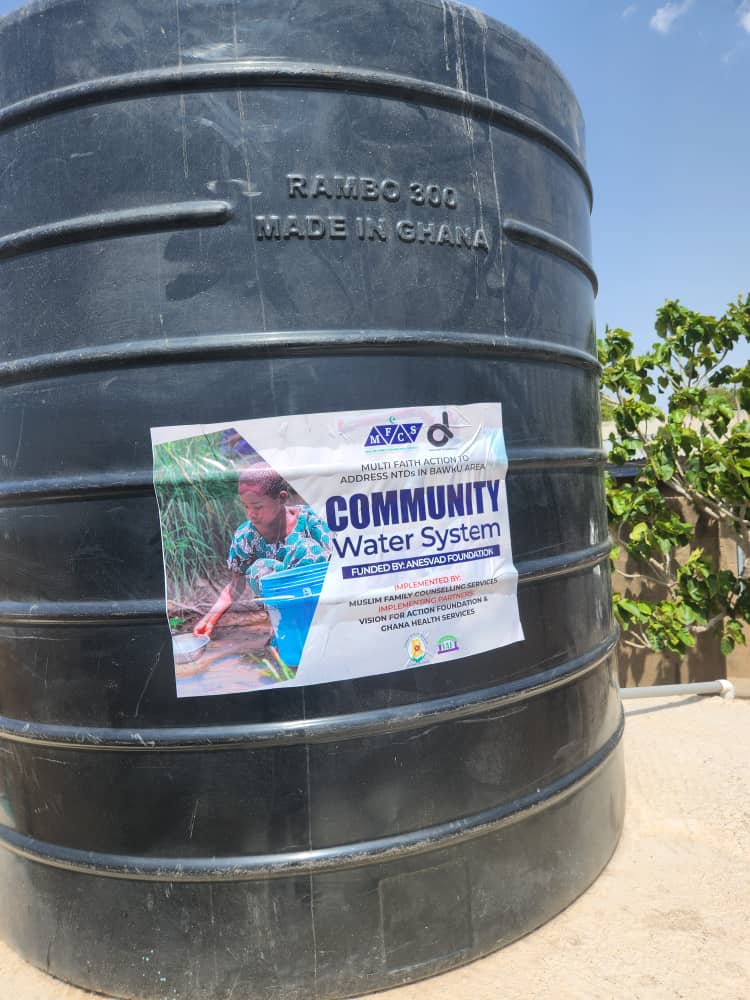 RAMBO 300
MADE IN GHANA
MFCS
MULTI FAITH ACTION TO
ADDRESS NTDs IN BAWKU AREA
COMMUNITY
Water System
FUNDED BY: ANESVAD FOUNDATION
IMPLEMENTED BY:
MUSLIM FAMILY COUNSELLING SERVICES
IMPLEMENTING PARTNERS:
VISION FOR ACTION FOUNDATION &
GHANA HEALTH SERVICES